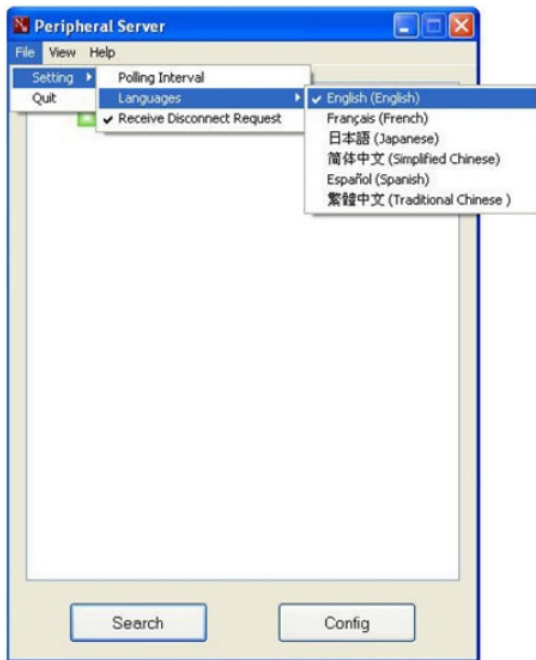 Peripheral Server
File View Help
Setting
Quit
Polling Interval
Languages
Receive Disconnect Request
English (English)
Français (French)
日本語 (Japanese)
简体中文 (Simplified Chinese)
Español (Spanish)
繁體中文 (Traditional Chinese )
Search
Config